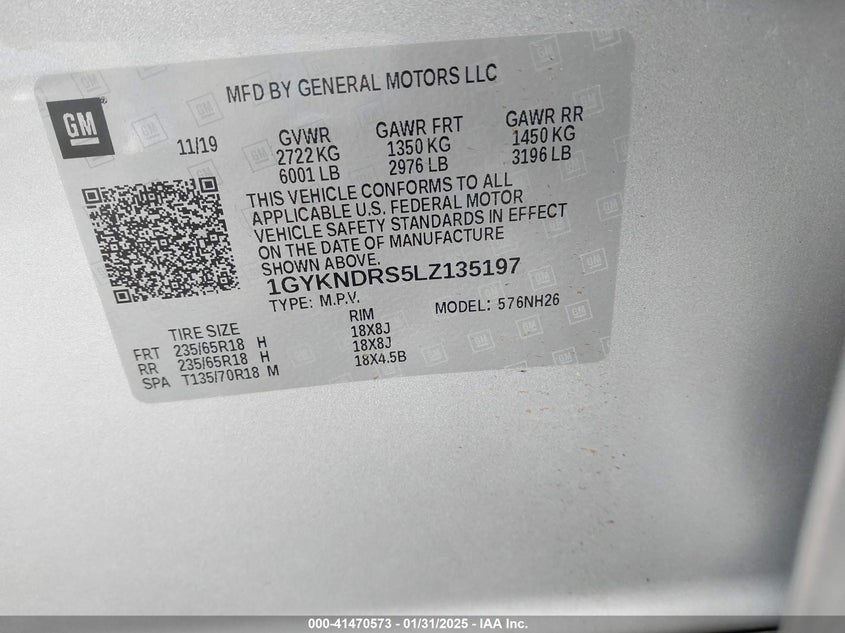 MFD BY GENERAL MOTORS LLC
GM
11/19
GVWR GAWR FRT GAWR RR
2722 KG 1350 KG 1450 KG
6001 LB 2976 LB 3196 LB
THIS VEHICLE CONFORMS TO ALL
APPLICABLE U.S. FEDERAL MOTOR
VEHICLE SAFETY STANDARDS IN EFFECT
ON THE DATE OF MANUFACTURE
SHOWN ABOVE.
1GYKNDRS5LZ135197
TYPE: M.P.V. MODEL: 576NH26
TIRE SIZE RIM
FRT 235/65R18 H 18X8J
RR 235/65R18 H 18X8J
SPA T135/70R18 M 18X4.5B
000-41470573 - 01/31/2025 - IAA Inc.